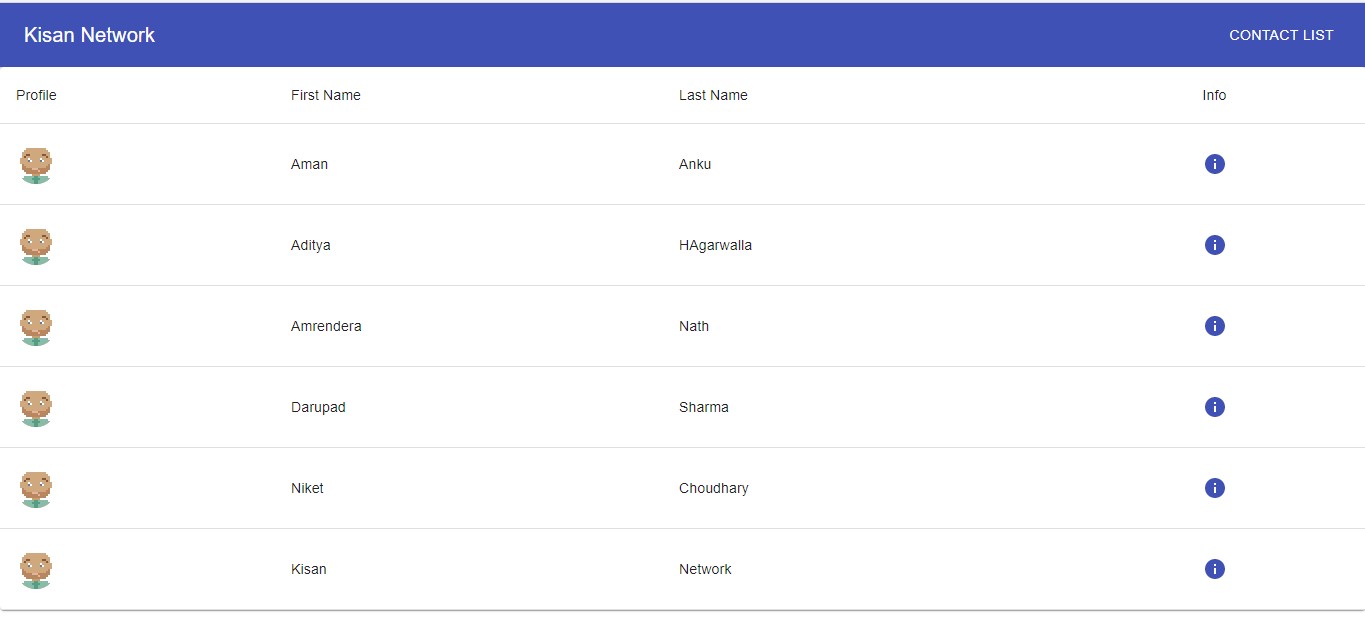 Kisan Network CONTACT LIST
Profile First Name Last Name Info
Aman Anku
Aditya HAgarwalla
Amrendera Nath
Darupad Sharma
Niket Choudhary
Kisan Network